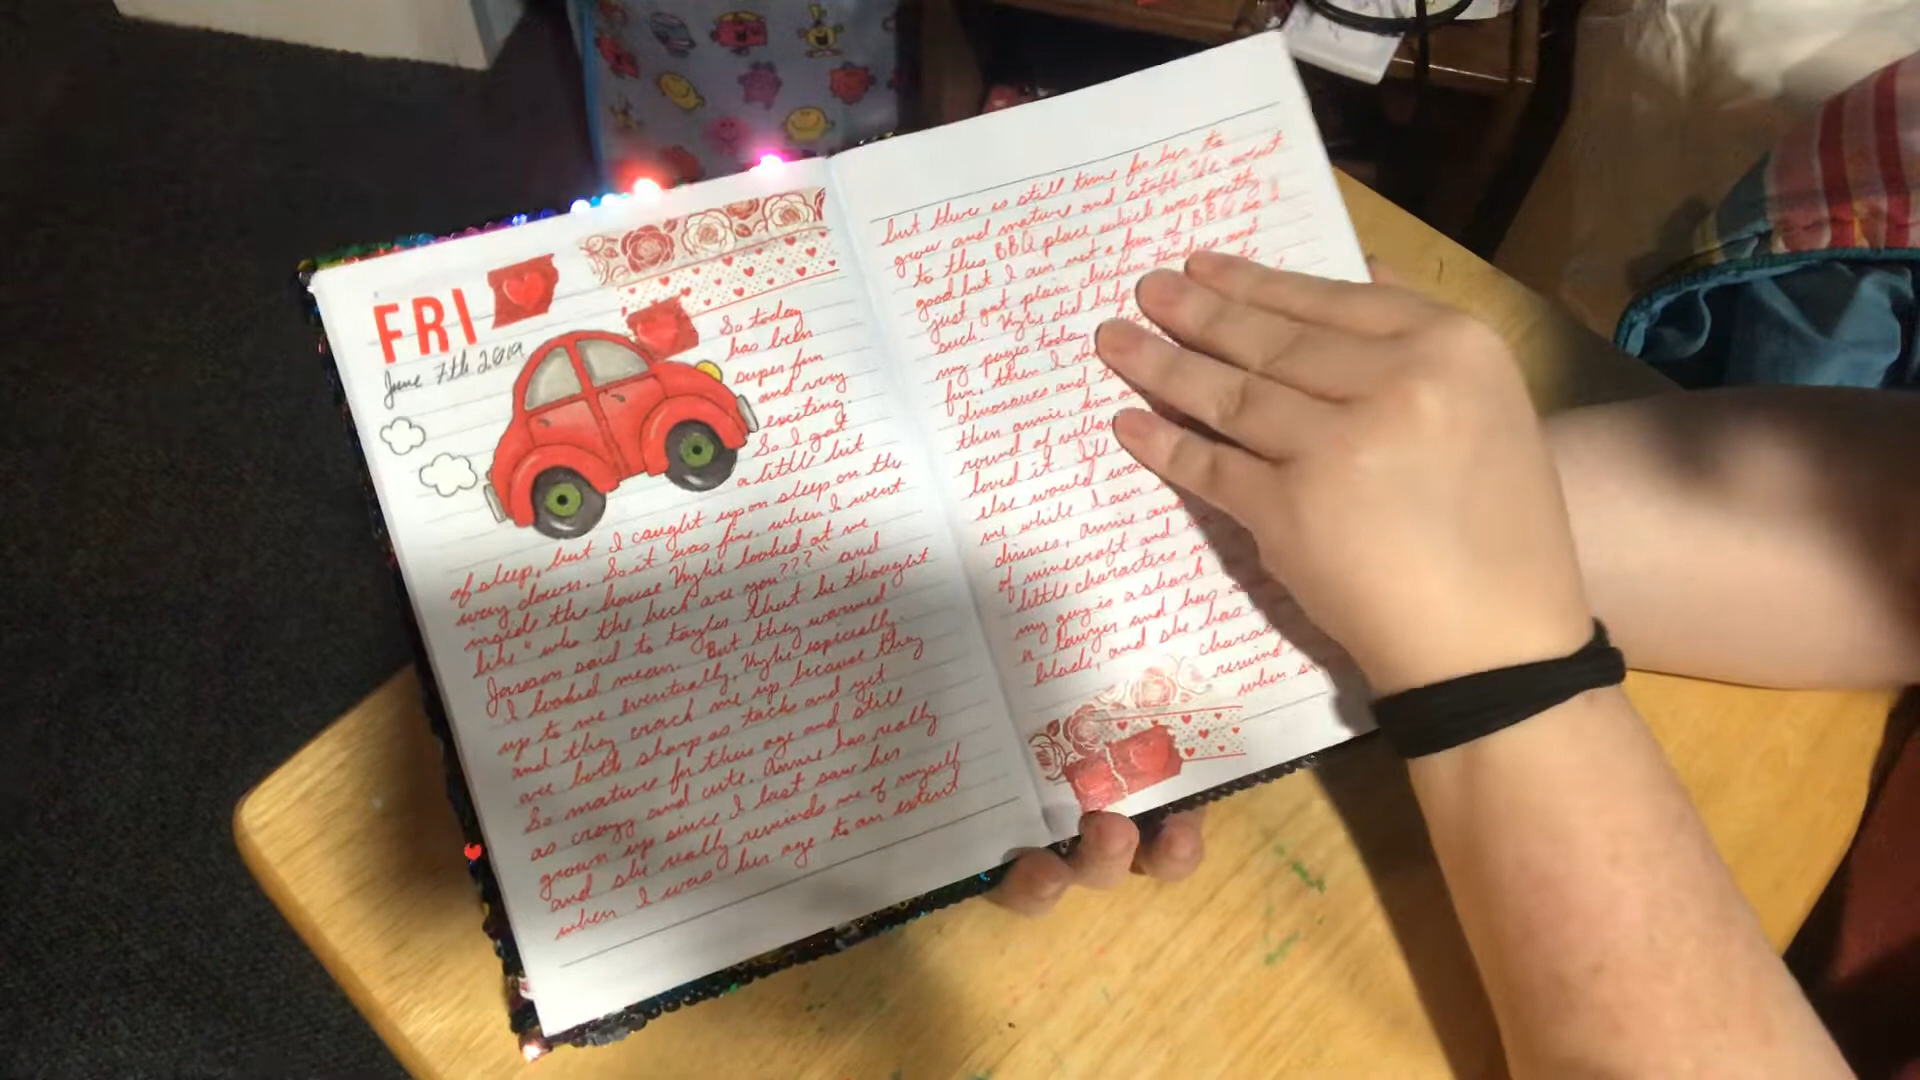 FRI
June 7th 2019
So today
has been
super fun
and very
exciting.
So I got
a little bit
of sleep, but I caught up on sleep on the
way down. So it was fine. when I went
inside the house Kylie looked at me
like "who the heck are you???" and
Jaxson said to Taylor that he thought
I looked mean. But they warmed
up to me eventually, Kylie especially.
and they crack me up because they
are both sharp as tacks and yet
So mature for their age and still
as crazy and cute. Annie has really
grown up since I last saw her
and she really reminds me of myself
when I was her age to an extent
but there is still time for her to
grow and mature and stuff. We went
to this BBQ place which was pretty
good but I am not a fan of BBQ so I
just got plain chicken tenders and
such. Kylie did help
my pages today
fun, then I
dinosaurs and
then annie, kim
round of
loved it. I'll
else would
me while I am
dinner, annie and
of minecraft and
little characters
my guy is a shark
a lawyer and has
black, and she has
remind
when